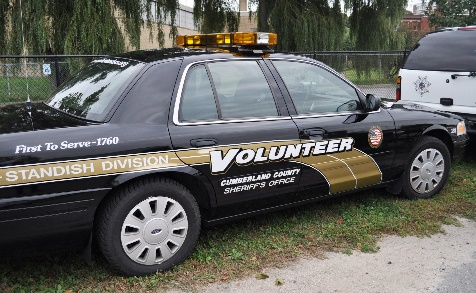 First To Serve-1760
- STANDISH DIVISION
VOLUNTEER
CUMBERLAND COUNTY
SHERIFF'S OFFICE